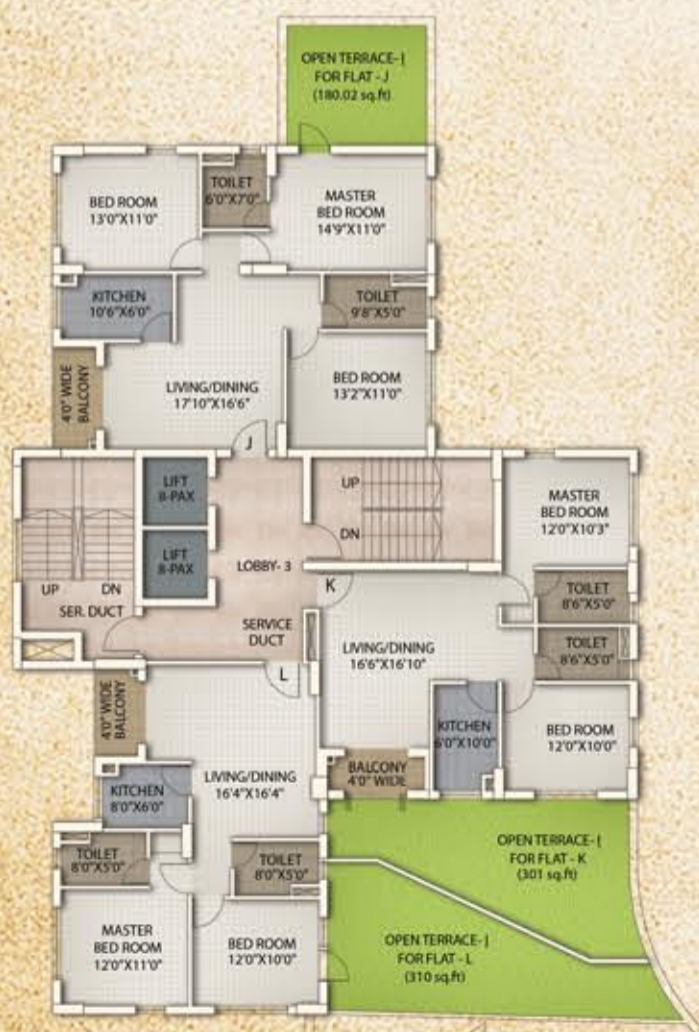 OPEN TERRACE- |
FOR FLAT - J
(180.02 sq.ft)
BED ROOM
13'0"X11'0"
TOILET
6'0"X7'0"
MASTER
BED ROOM
14'9"X11'0"
KITCHEN
10'6"X6'0"
TOILET
9'8"X5'0"
4'0" WIDE
BALCONY
LIVING/DINING
17'10"X16'6"
BED ROOM
13'2"X11'0"
J
LIFT
8-PAX
LIFT
8-PAX
UP
DN
SER. DUCT
LOBBY- 3
SERVICE
DUCT
UP
DN
K
L
MASTER
BED ROOM
12'0"X10'3"
TOILET
8'6"X5'0"
TOILET
8'6"X5'0"
LIVING/DINING
16'6"X16'10"
KITCHEN
6'0"X10'0"
BED ROOM
12'0"X10'0"
BALCONY
4'0" WIDE
4'0" WIDE
BALCONY
KITCHEN
8'0"X6'0"
LIVING/DINING
16'4"X16'4"
TOILET
8'0"X5'0"
TOILET
8'0"X5'0"
MASTER
BED ROOM
12'0"X11'0"
BED ROOM
12'0"X10'0"
OPEN TERRACE- |
FOR FLAT - K
(301 sq.ft)
OPEN TERRACE- |
FOR FLAT - L
(310 sq.ft)